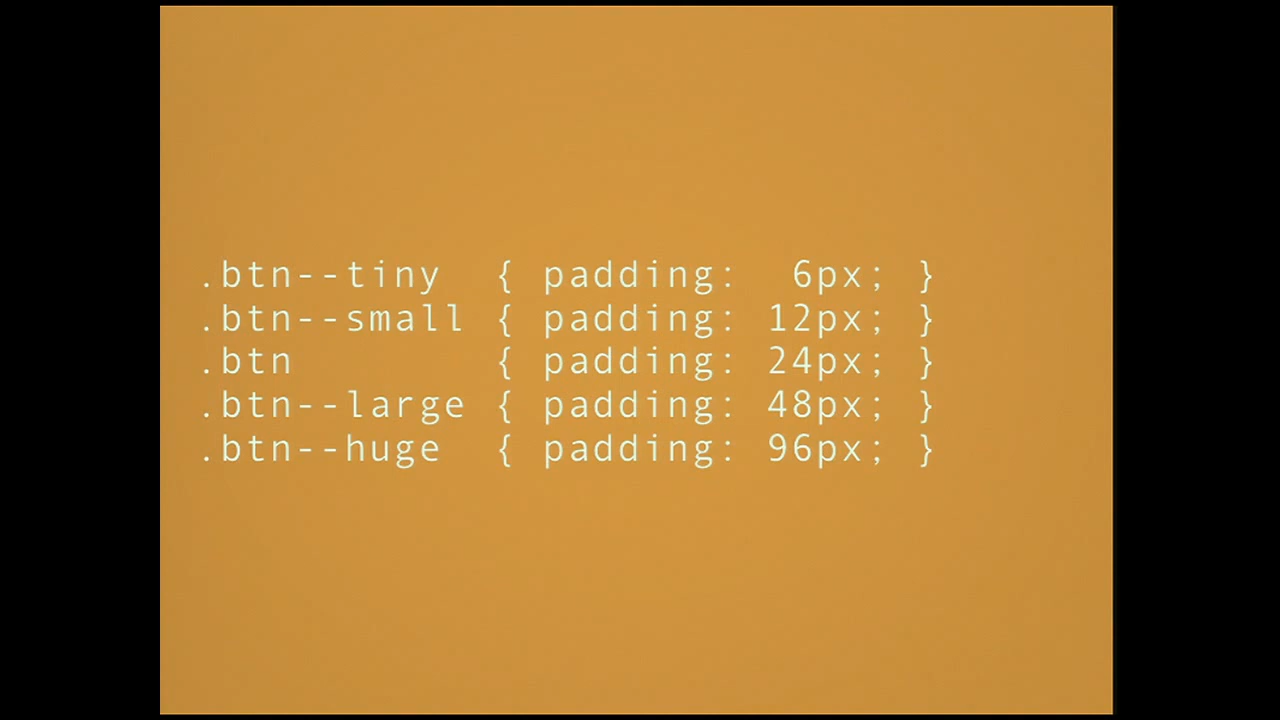 .btn--tiny  { padding:  6px; }
.btn--small { padding: 12px; }
.btn        { padding: 24px; }
.btn--large { padding: 48px; }
.btn--huge  { padding: 96px; }